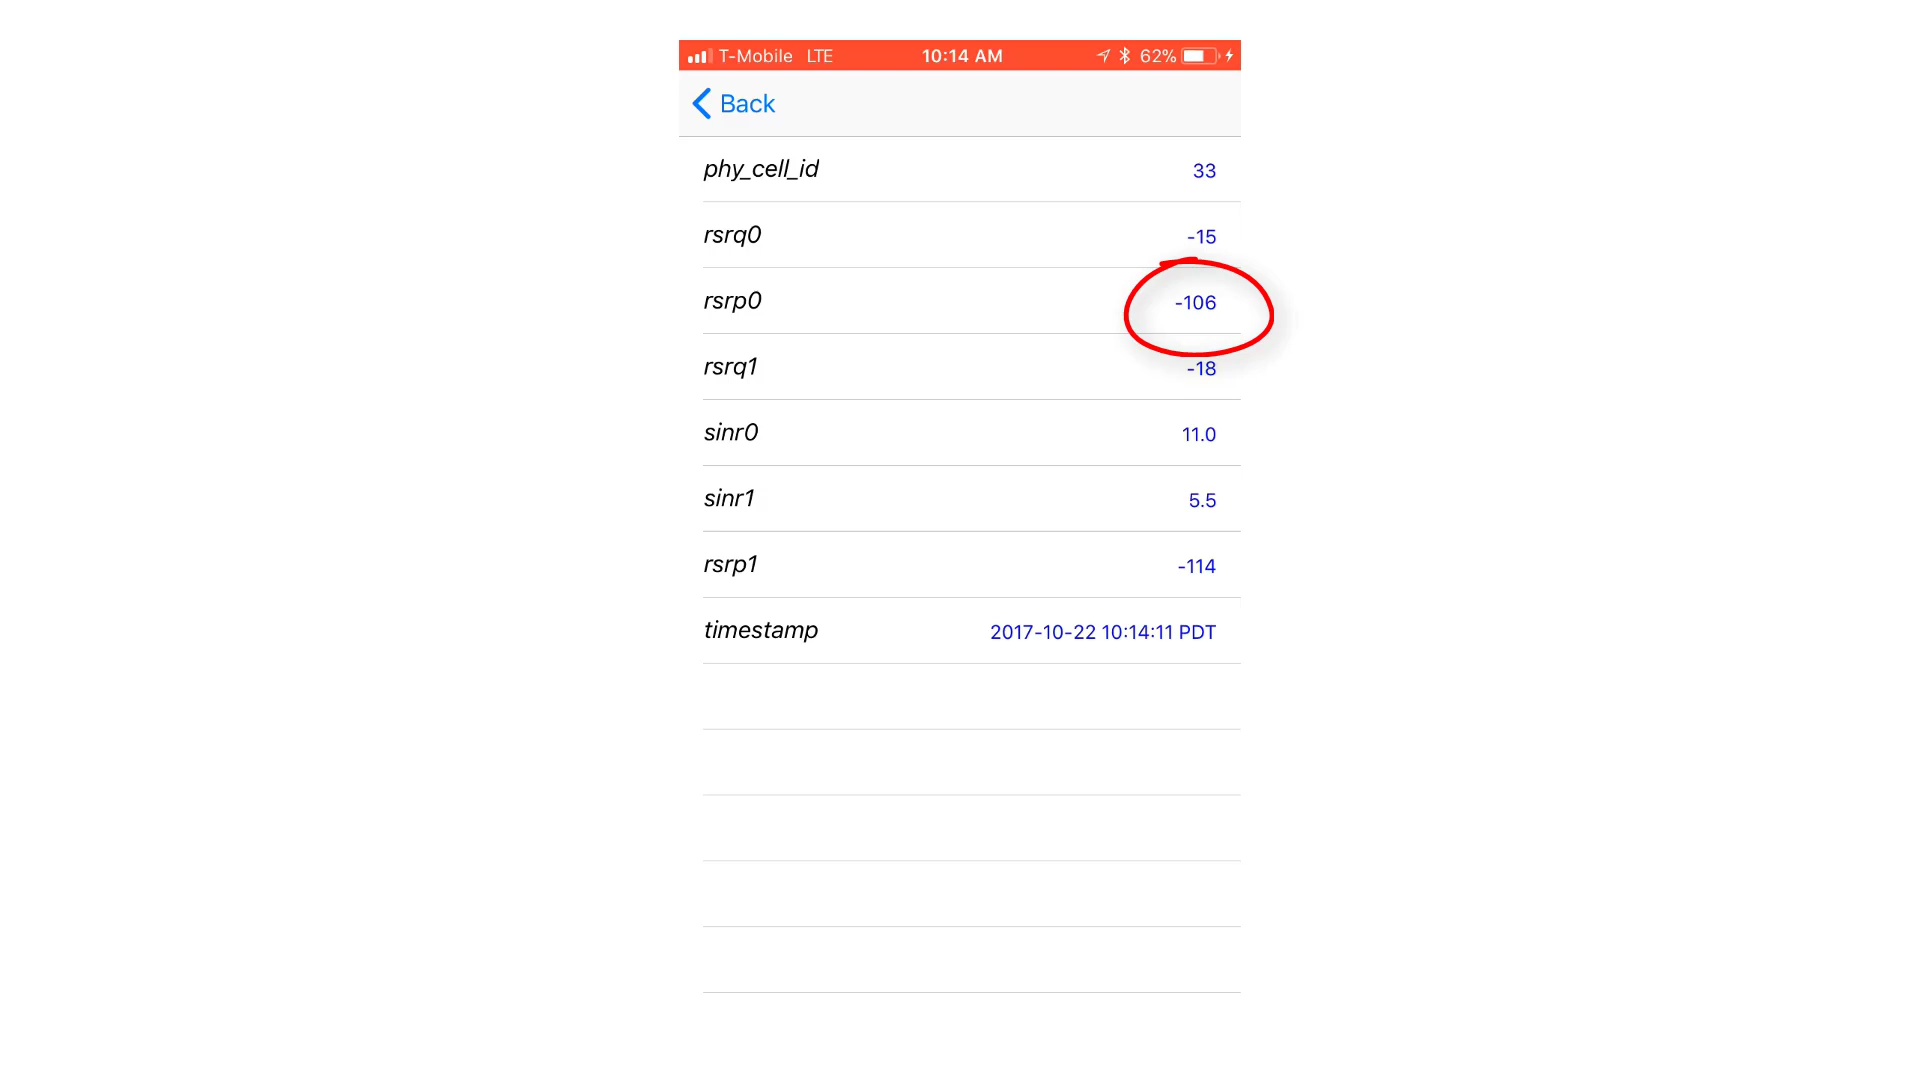 T-Mobile LTE 10:14 AM 62%
Back
phy_cell_id 33
rsrq0 -15
rsrp0 -106
rsrq1 -18
sinr0 11.0
sinr1 5.5
rsrp1 -114
timestamp 2017-10-22 10:14:11 PDT